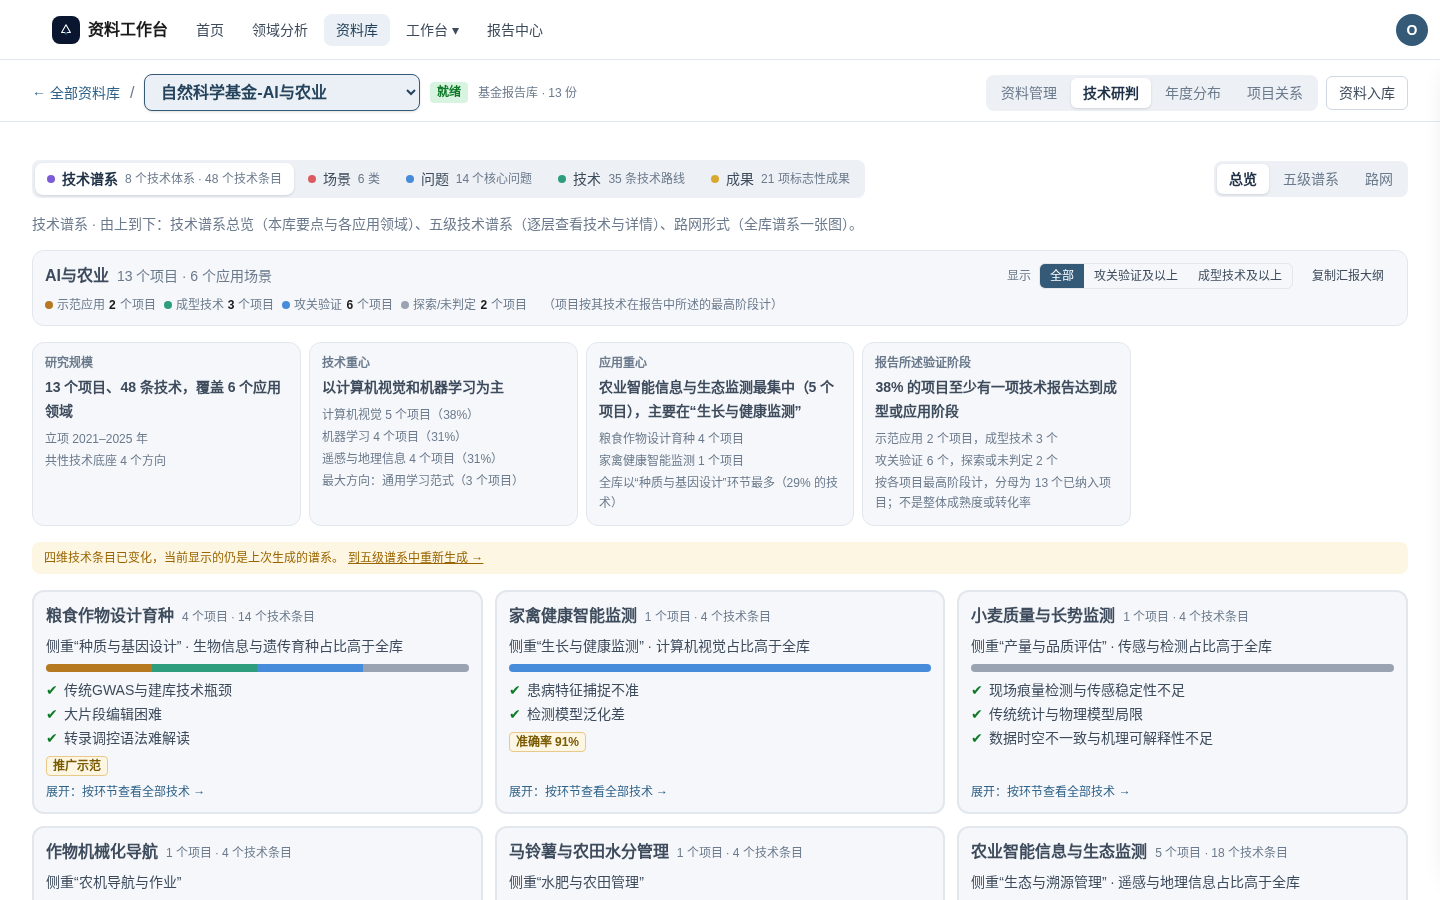 资料工作台 首页 领域分析 资料库 工作台 ▾ 报告中心 O
← 全部资料库 / 自然科学基金-AI与农业 就绪 基金报告库 · 13 份 资料管理 技术研判 年度分布 项目关系 资料入库
技术谱系 8 个技术体系 · 48 个技术条目 场景 6 类 问题 14 个核心问题 技术 35 条技术路线 成果 21 项标志性成果 总览 五级谱系 路网
技术谱系 · 由上到下：技术谱系总览（本库要点与各应用领域）、五级技术谱系（逐层查看技术与详情）、路网形式（全库谱系一张图）。
AI与农业 13 个项目 · 6 个应用场景 显示 全部 攻关验证及以上 成型技术及以上 复制汇报大纲
示范应用 2 个项目 成型技术 3 个项目 攻关验证 6 个项目 探索/未判定 2 个项目 （项目按其技术在报告中所述的最高阶段计）
研究规模
13 个项目、48 条技术，覆盖 6 个应用
领域
立项 2021–2025 年
共性技术底座 4 个方向
技术重心
以计算机视觉和机器学习为主
计算机视觉 5 个项目（38%）
机器学习 4 个项目（31%）
遥感与地理信息 4 个项目（31%）
最大方向：通用学习范式（3 个项目）
应用重心
农业智能信息与生态监测最集中（5 个
项目），主要在“生长与健康监测”
粮食作物设计育种 4 个项目
家禽健康智能监测 1 个项目
全库以“种质与基因设计”环节最多（29% 的技
术）
报告所述验证阶段
38% 的项目至少有一项技术报告达到成
型或应用阶段
示范应用 2 个项目，成型技术 3 个
攻关验证 6 个，探索或未判定 2 个
按各项目最高阶段计，分母为 13 个已纳入项
目；不是整体成熟度或转化率
四维技术条目已变化，当前显示的仍是上次生成的谱系。 到五级谱系中重新生成 →
粮食作物设计育种 4 个项目 · 14 个技术条目
侧重“种质与基因设计” · 生物信息与遗传育种占比高于全库
✔ 传统GWAS与建库技术瓶颈
✔ 大片段编辑困难
✔ 转录调控语法难解读
推广示范
展开：按环节查看全部技术 →
家禽健康智能监测 1 个项目 · 4 个技术条目
侧重“生长与健康监测” · 计算机视觉占比高于全库
✔ 患病特征捕捉不准
✔ 检测模型泛化差
准确率 91%
展开：按环节查看全部技术 →
小麦质量与长势监测 1 个项目 · 4 个技术条目
侧重“产量与品质评估” · 传感与检测占比高于全库
✔ 现场痕量检测与传感稳定性不足
✔ 传统统计与物理模型局限
✔ 数据时空不一致与机理可解释性不足
展开：按环节查看全部技术 →
作物机械化导航 1 个项目 · 4 个技术条目
侧重“农机导航与作业”
马铃薯与农田水分管理 1 个项目 · 4 个技术条目
侧重“水肥与农田管理”
农业智能信息与生态监测 5 个项目 · 18 个技术条目
侧重“生态与溯源管理” · 遥感与地理信息占比高于全库